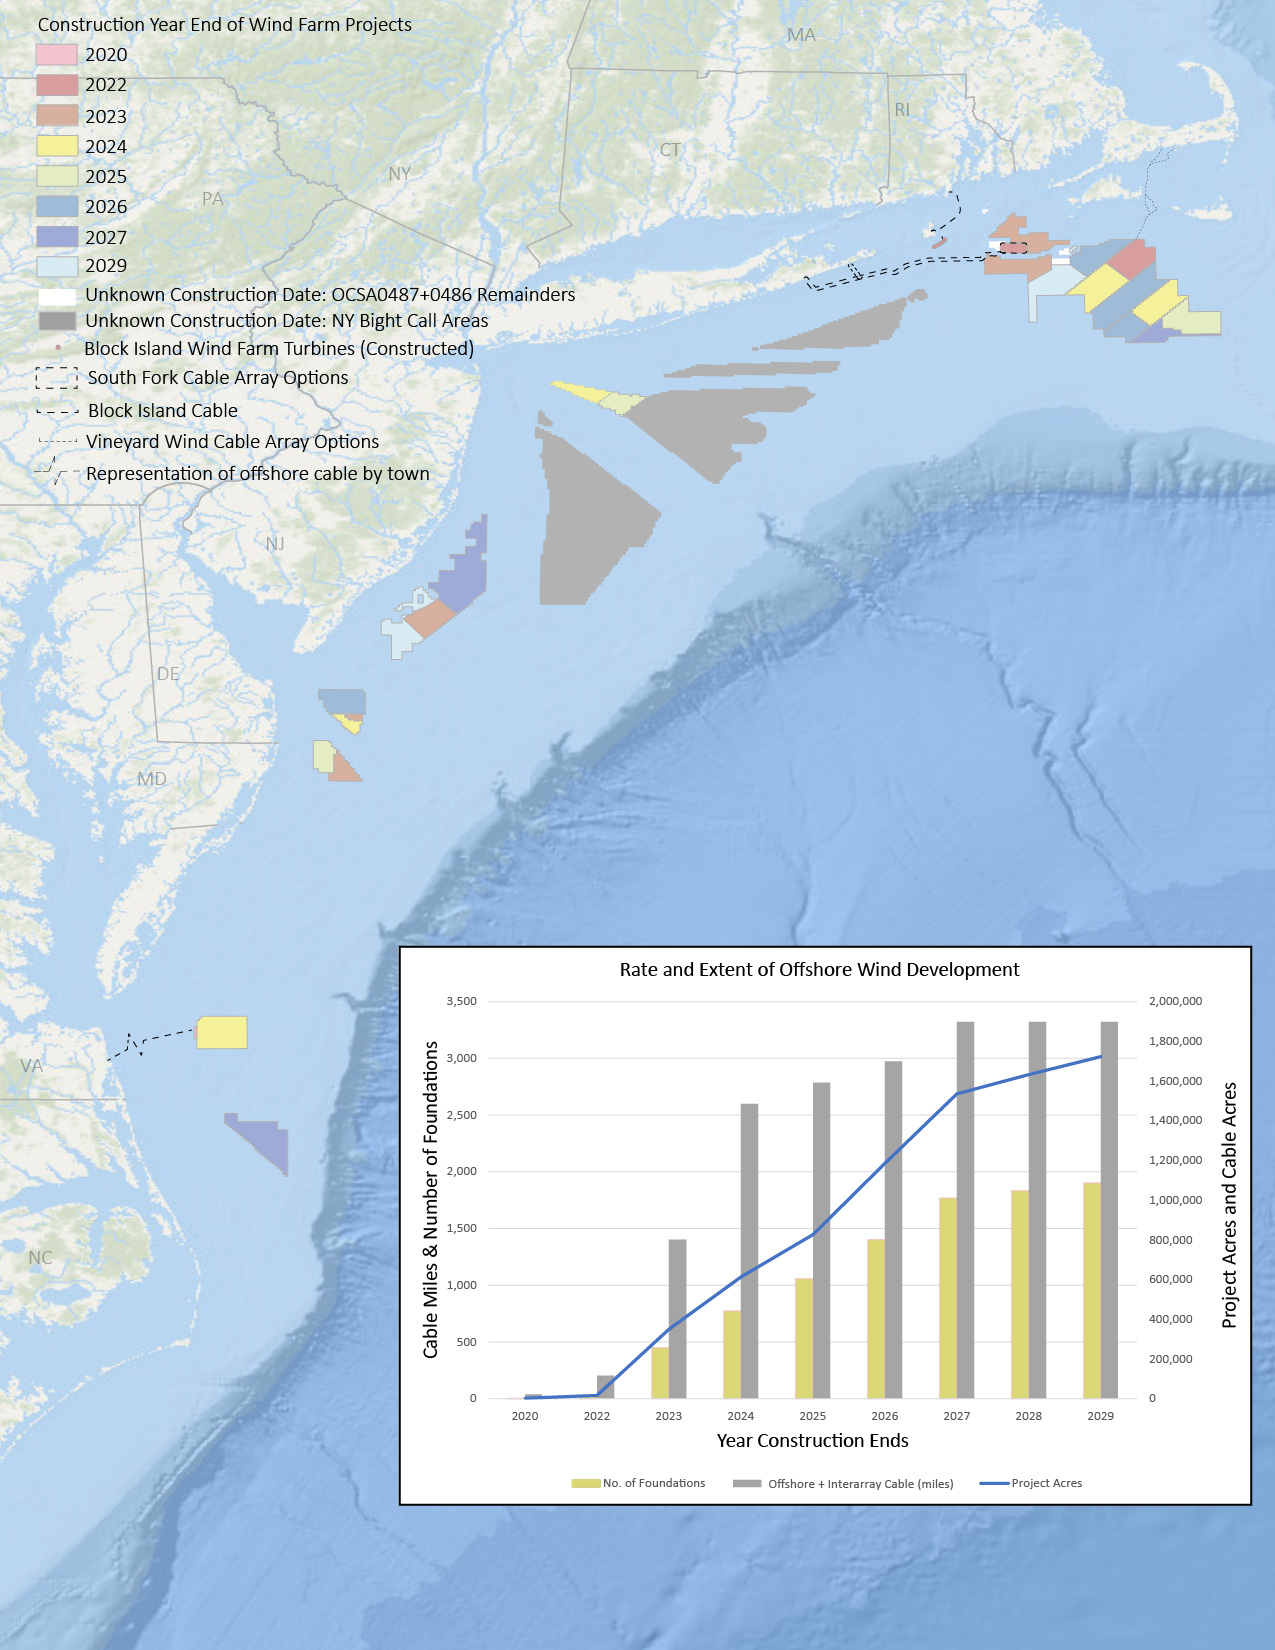 Construction Year End of Wind Farm Projects
2020
2022
2023
2024
2025
2026
2027
2029
Unknown Construction Date: OCSA0487+0486 Remainders
Unknown Construction Date: NY Bight Call Areas
Block Island Wind Farm Turbines (Constructed)
South Fork Cable Array Options
Block Island Cable
Vineyard Wind Cable Array Options
Representation of offshore cable by town
MA
RI
CT
NY
PA
NJ
DE
MD
VA
NC
Rate and Extent of Offshore Wind Development
Cable Miles & Number of Foundations
3,500
3,000
2,500
2,000
1,500
1,000
500
0
2,000,000
1,800,000
1,600,000
1,400,000
1,200,000
1,000,000
800,000
600,000
400,000
200,000
0
Project Acres and Cable Acres
2020 2022 2023 2024 2025 2026 2027 2028 2029
Year Construction Ends
No. of Foundations Offshore + Interarray Cable (miles) Project Acres